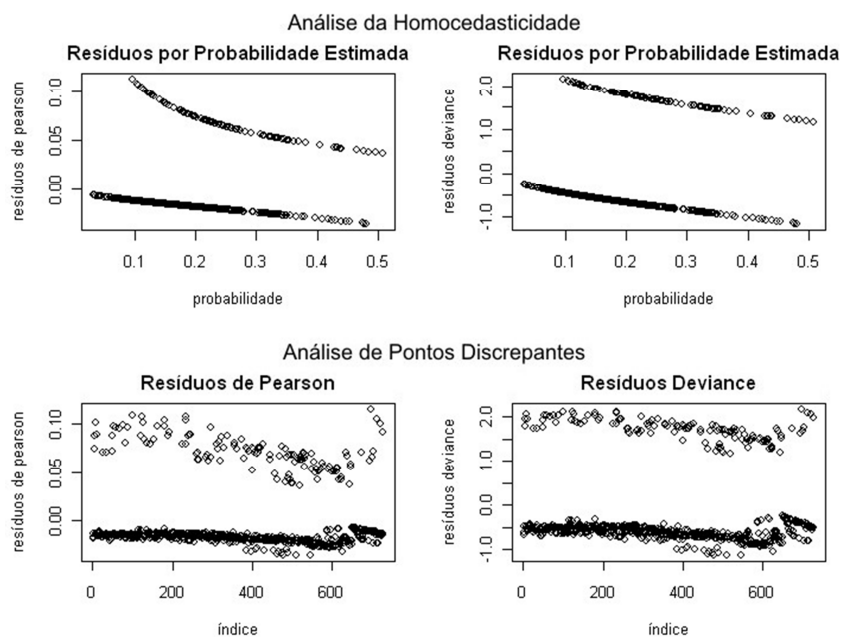 Análise da Homocedasticidade
Resíduos por Probabilidade Estimada
resíduos de pearson
0.00 0.05 0.10
0.1 0.2 0.3 0.4 0.5
probabilidade
Resíduos por Probabilidade Estimada
resíduos deviance
-1.0 0.0 1.0 2.0
0.1 0.2 0.3 0.4 0.5
probabilidade
Análise de Pontos Discrepantes
Resíduos de Pearson
resíduos de pearson
0.00 0.05 0.10
0 200 400 600
índice
Resíduos Deviance
resíduos deviance
-1.0 0.0 1.0 2.0
0 200 400 600
índice